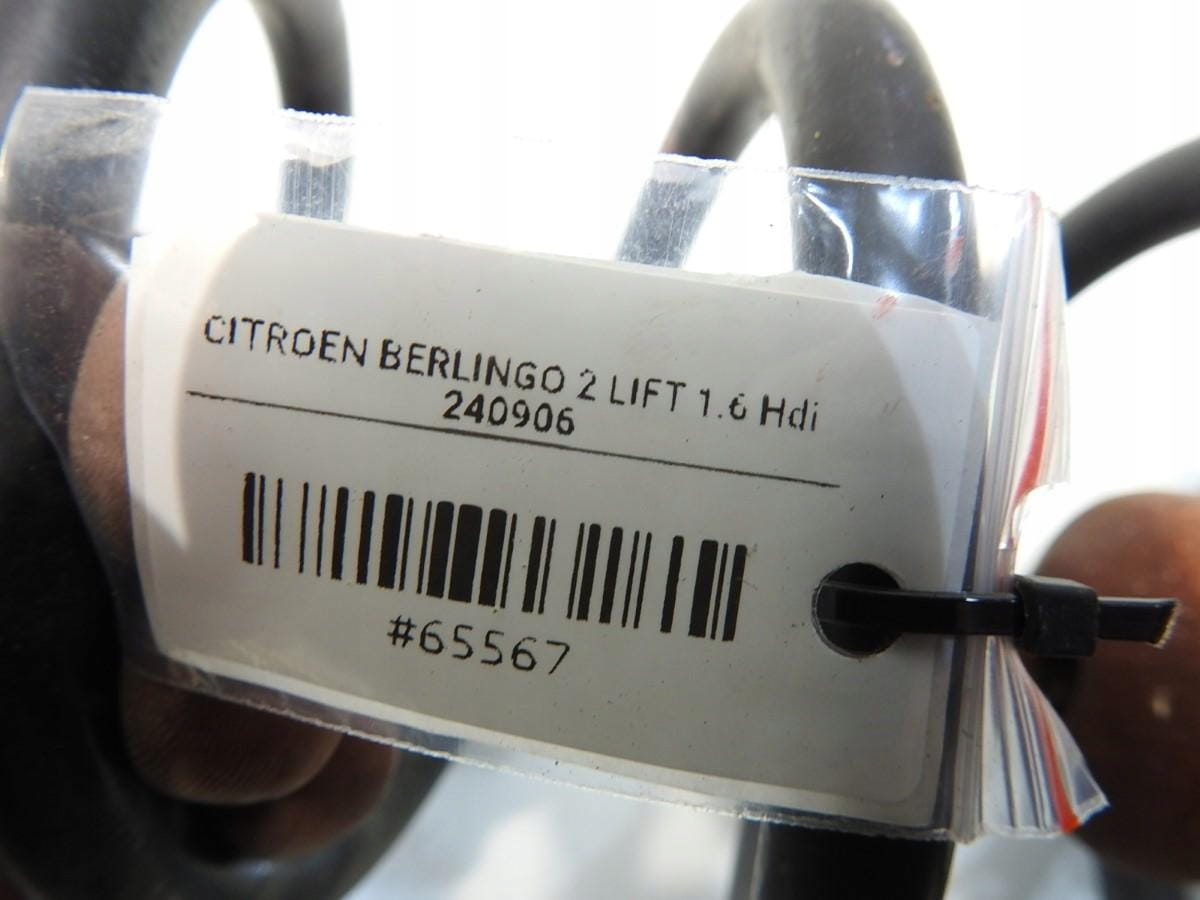 CITROEN BERLINGO 2 LIFT 1.6 Hdi
240906
#65567